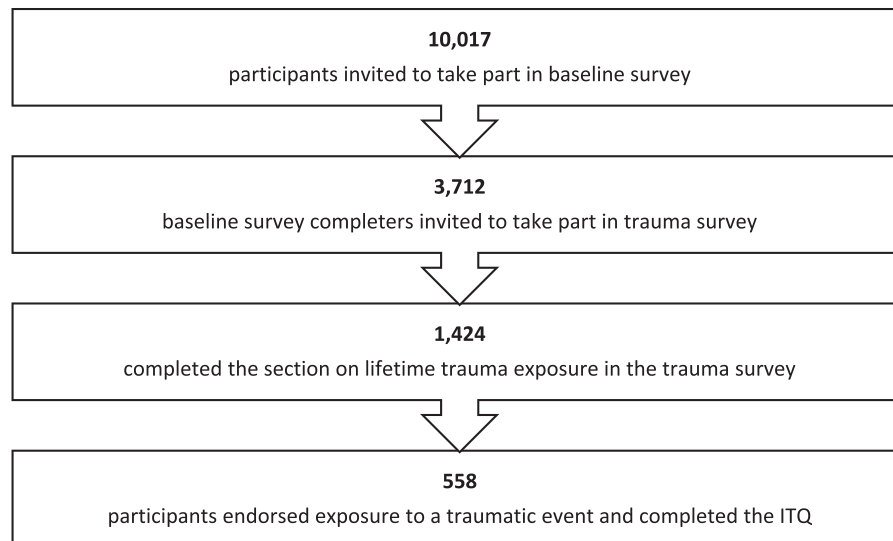 10,017
participants invited to take part in baseline survey
3,712
baseline survey completers invited to take part in trauma survey
1,424
completed the section on lifetime trauma exposure in the trauma survey
558
participants endorsed exposure to a traumatic event and completed the ITQ